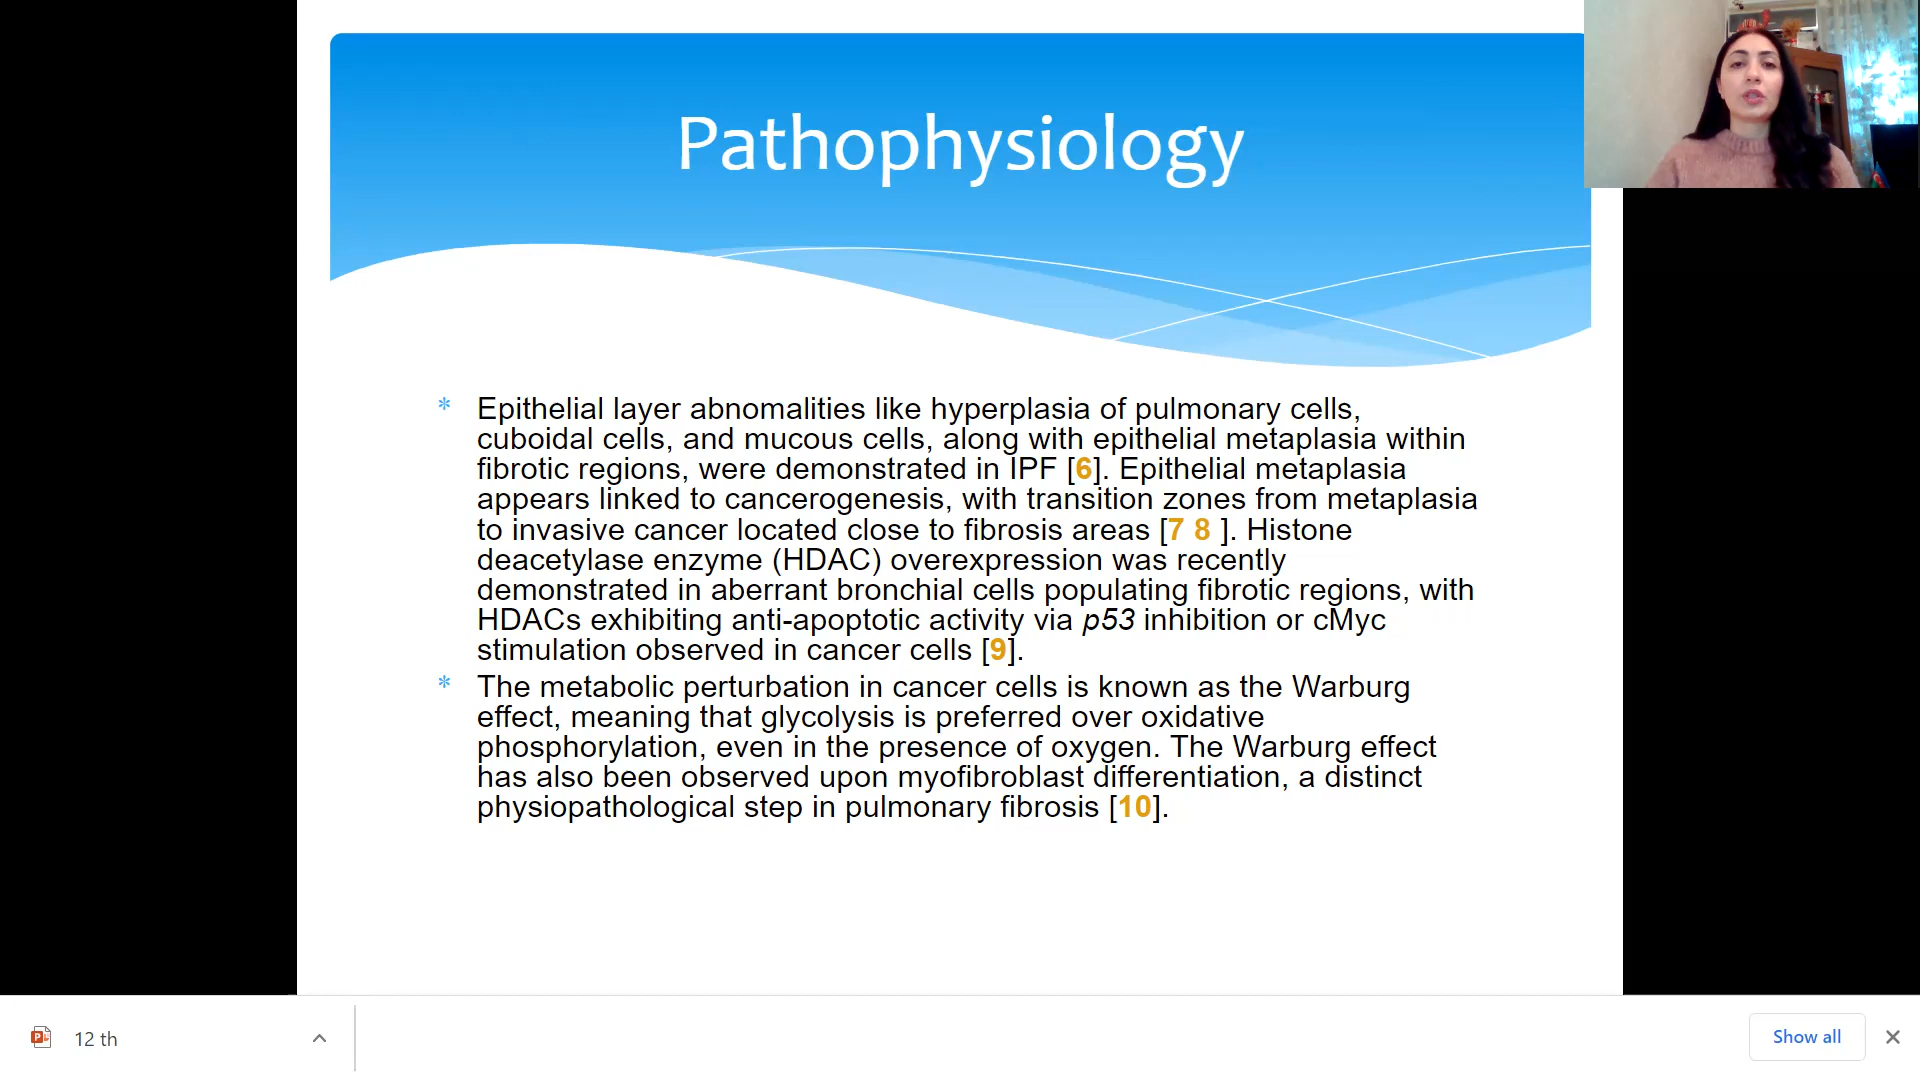 Pathophysiology
* Epithelial layer abnomalities like hyperplasia of pulmonary cells,
cuboidal cells, and mucous cells, along with epithelial metaplasia within
fibrotic regions, were demonstrated in IPF [6]. Epithelial metaplasia
appears linked to cancerogenesis, with transition zones from metaplasia
to invasive cancer located close to fibrosis areas [7 8 ]. Histone
deacetylase enzyme (HDAC) overexpression was recently
demonstrated in aberrant bronchial cells populating fibrotic regions, with
HDACs exhibiting anti-apoptotic activity via p53 inhibition or cMyc
stimulation observed in cancer cells [9].
* The metabolic perturbation in cancer cells is known as the Warburg
effect, meaning that glycolysis is preferred over oxidative
phosphorylation, even in the presence of oxygen. The Warburg effect
has also been observed upon myofibroblast differentiation, a distinct
physiopathological step in pulmonary fibrosis [10].
12 th
Show all